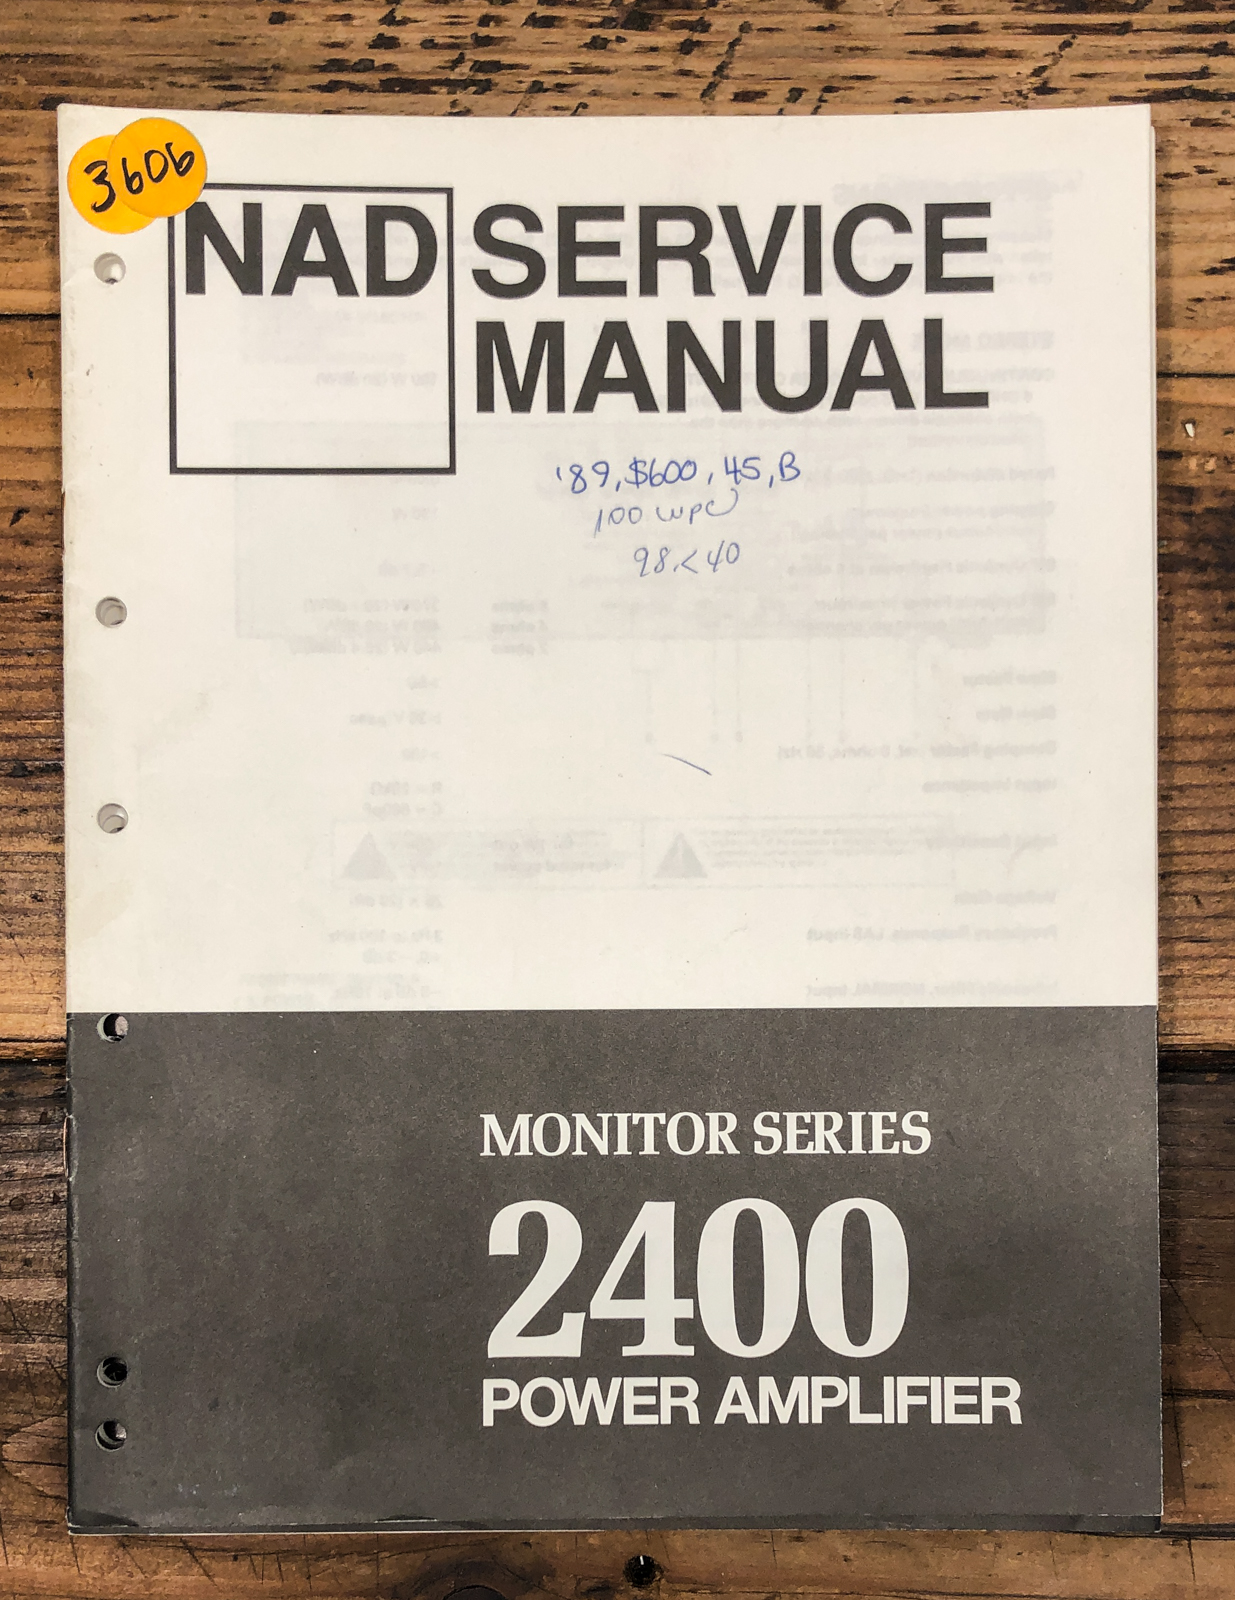 3606
NAD SERVICE
MANUAL
'89, $600, 45, B
100 wpc
98<40
MONITOR SERIES
2400
POWER AMPLIFIER